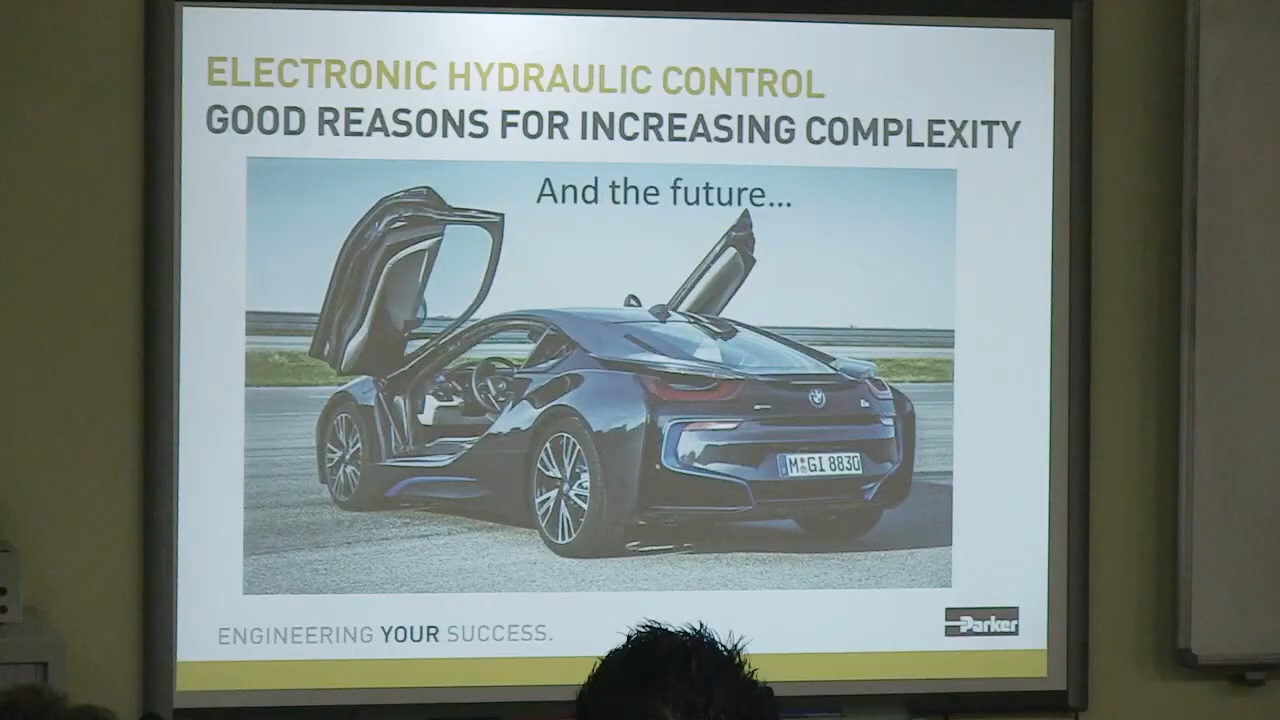 ELECTRONIC HYDRAULIC CONTROL
GOOD REASONS FOR INCREASING COMPLEXITY
And the future...
M GI 8830
ENGINEERING YOUR SUCCESS.
Parker